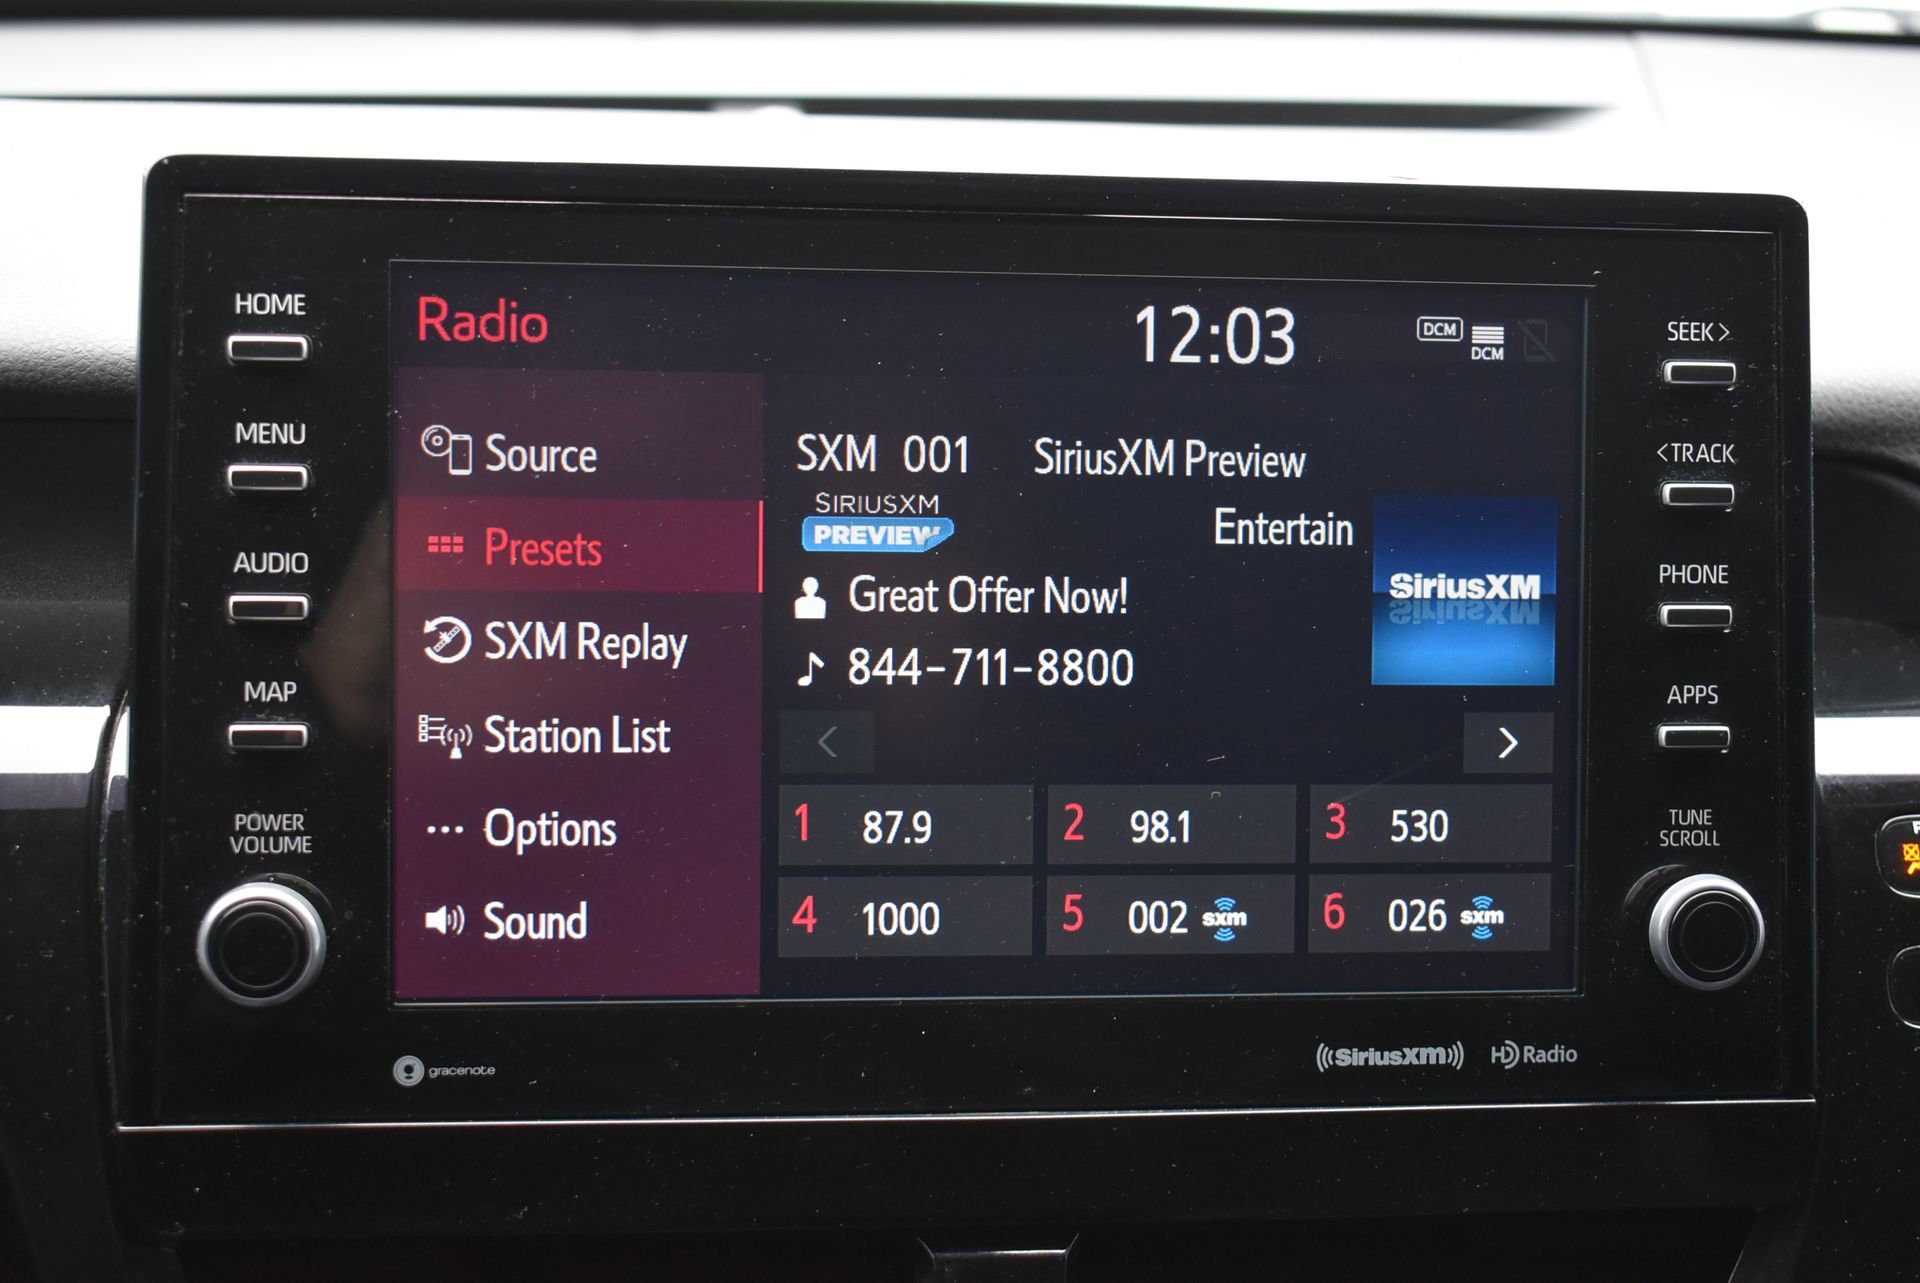 HOME
MENU
AUDIO
MAP
POWER
VOLUME
Radio
12:03
DCM
DCM
Source
Presets
SXM Replay
Station List
Options
Sound
SXM 001 SiriusXM Preview
SIRIUSXM
PREVIEW
Entertain
SiriusXM
Great Offer Now!
844-711-8800
<
>
1 87.9
2 98.1
3 530
4 1000
5 002 sxm
6 026 sxm
SEEK >
< TRACK
PHONE
APPS
TUNE
SCROLL
gracenote
((SiriusXM))
HD Radio